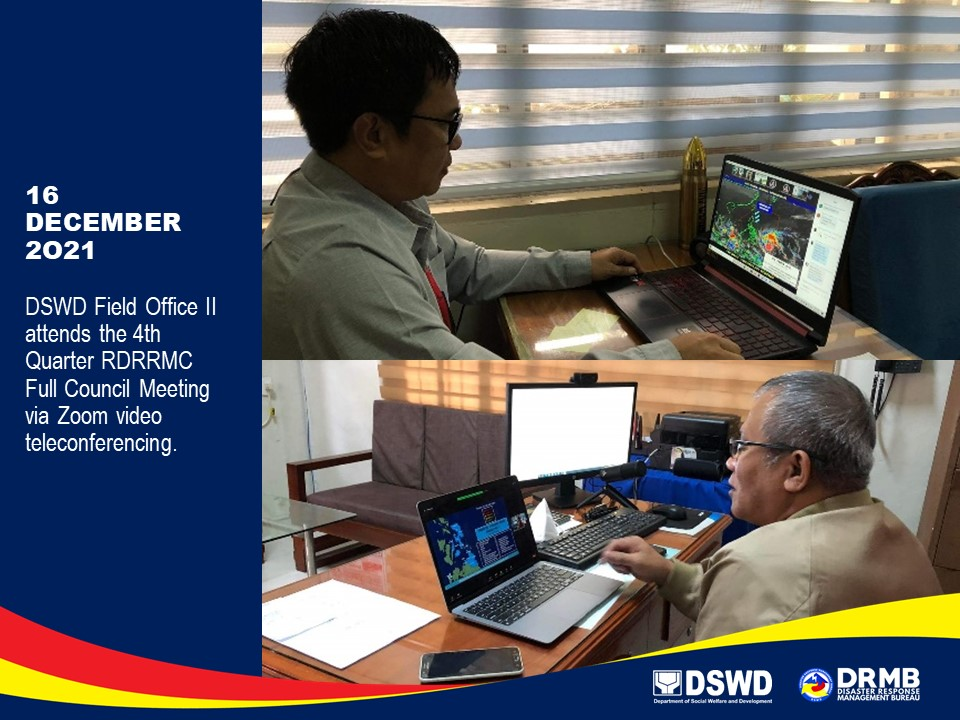 16
DECEMBER
2O21
DSWD Field Office II
attends the 4th
Quarter RDRRMC
Full Council Meeting
via Zoom video
teleconferencing.
DSWD
Department of Social Welfare and Development
DRMB
DISASTER RESPONSE
MANAGEMENT BUREAU